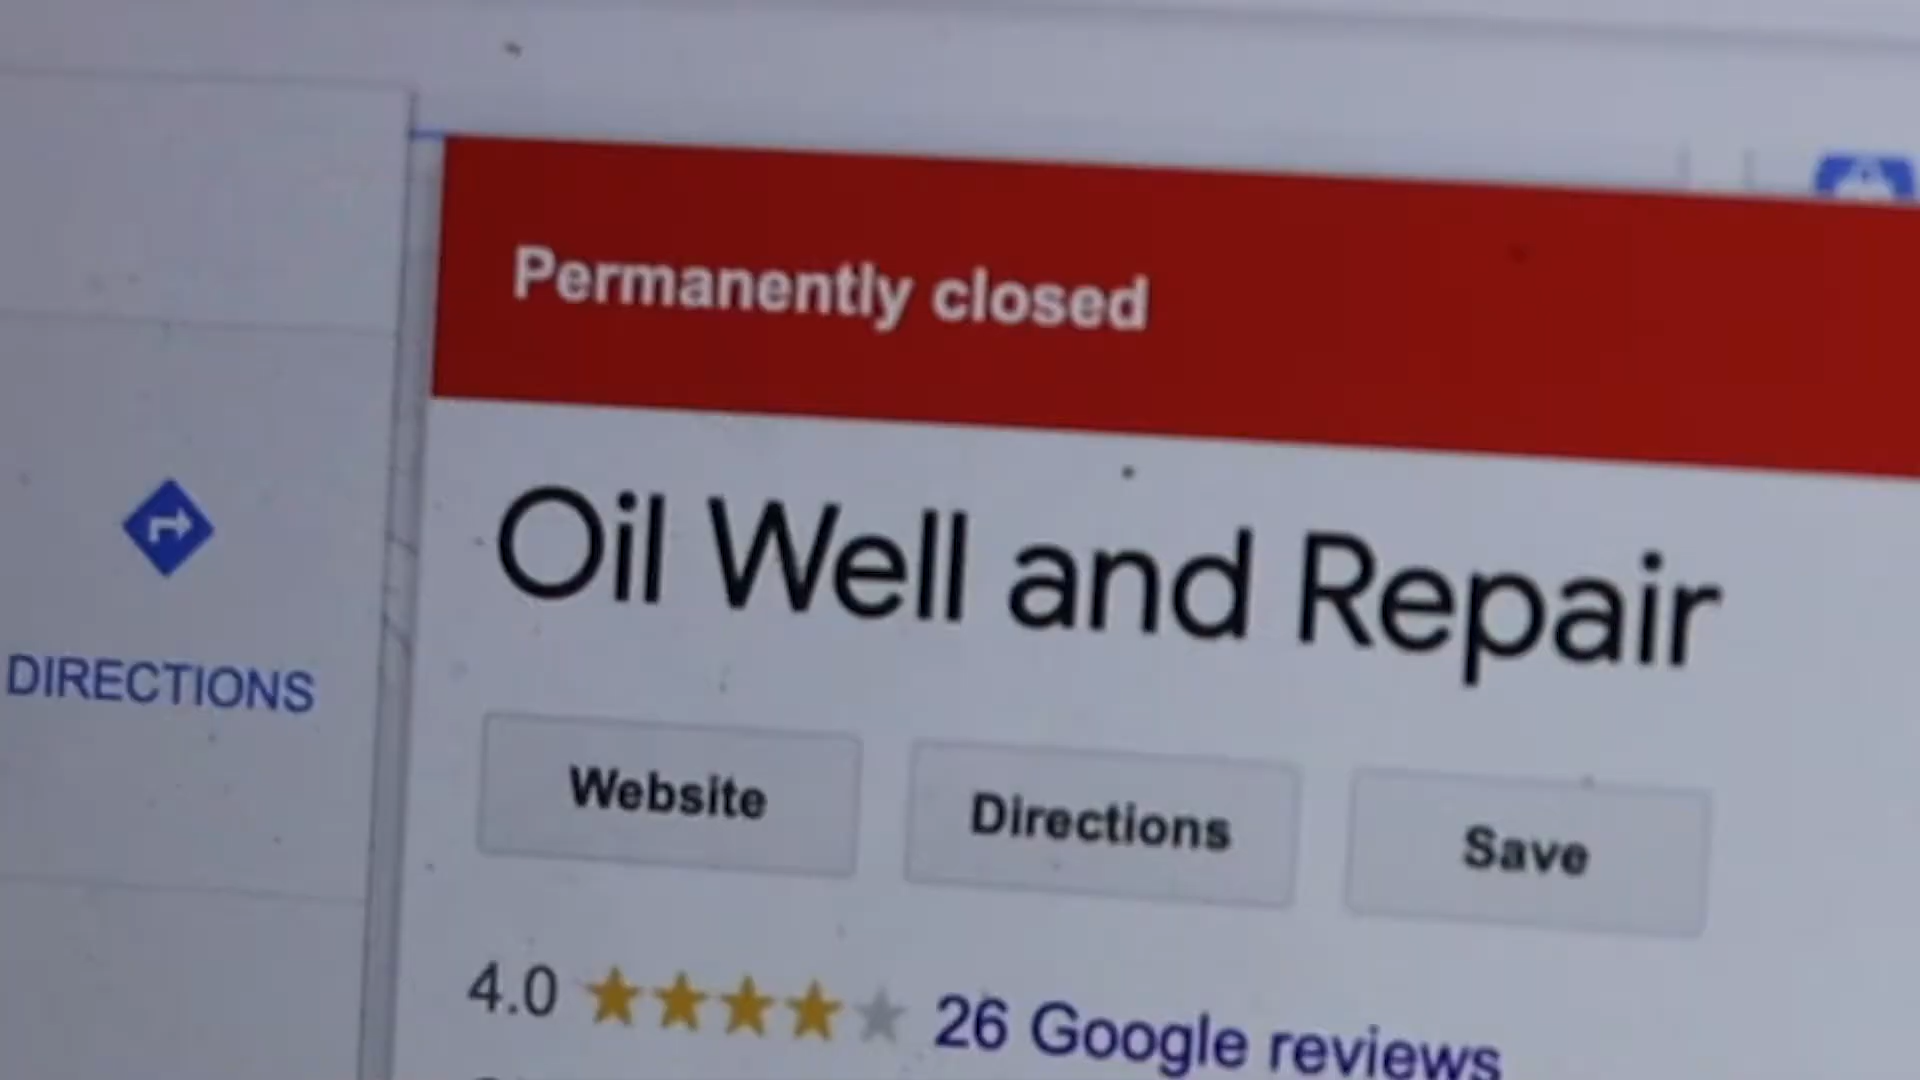 Permanently closed
Oil Well and Repair
DIRECTIONS
Website
Directions
Save
4.0
26 Google reviews